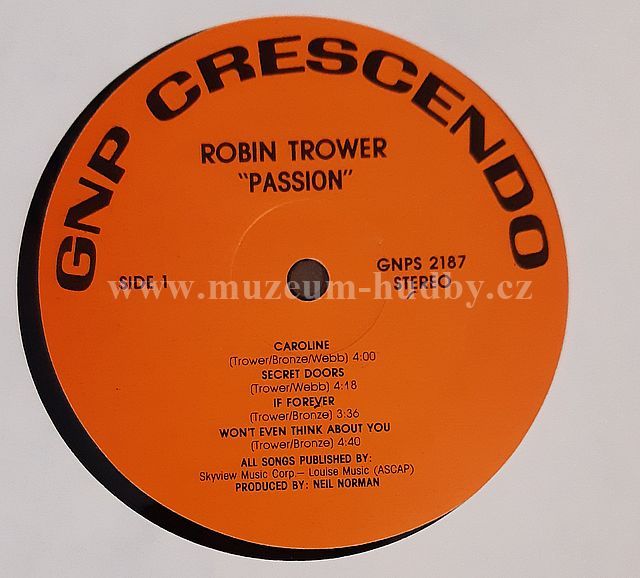 GNP CRESCENDO
ROBIN TROWER
"PASSION"
SIDE 1
GNPS 2187
STEREO
www.muzeum-hudby.cz
CAROLINE
(Trower/Bronze/Webb) 4:00
SECRET DOORS
(Trower/Webb) 4:18
IF FOREVER
(Trower/Bronze) 3:36
WON'T EVEN THINK ABOUT YOU
(Trower/Bronze) 4:40
ALL SONGS PUBLISHED BY:
Skyview Music Corp.— Louise Music (ASCAP)
PRODUCED BY: NEIL NORMAN